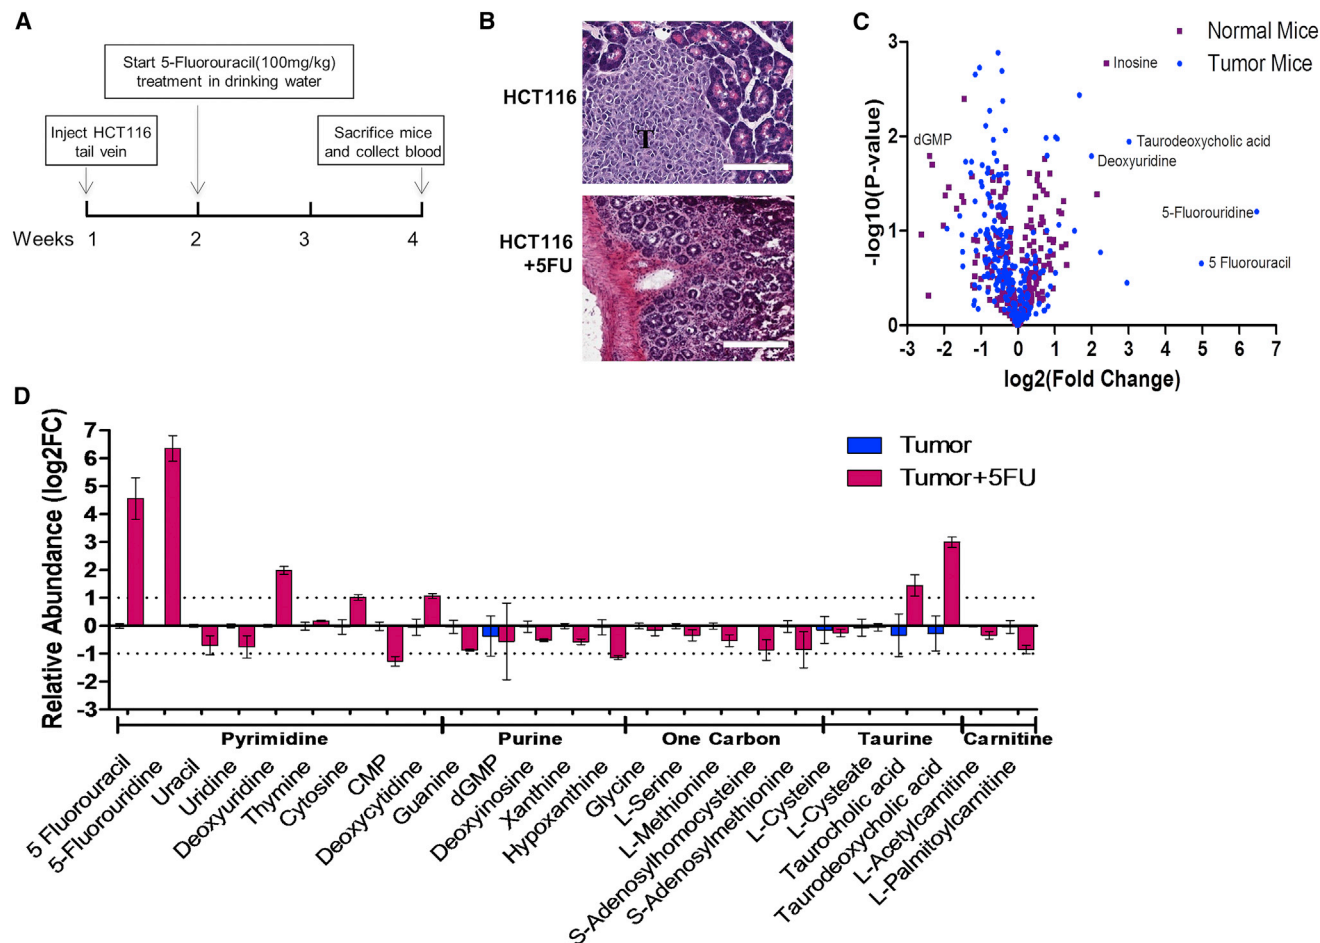 A
Start 5-Fluorouracil(100mg/kg)
treatment in drinking water
Inject HCT116
tail vein
Sacrifice mice
and collect blood
Weeks 1 2 3 4
B
HCT116
T
HCT116
+5FU
C
Normal Mice
Tumor Mice
-log10(P-value)
3
2
1
0
Inosine
dGMP
Taurodeoxycholic acid
Deoxyuridine
5-Fluorouridine
5 Fluorouracil
-3 -2 -1 0 1 2 3 4 5 6 7
log2(Fold Change)
D
Relative Abundance (log2FC)
7
6
5
4
3
2
1
0
-1
-2
-3
Tumor
Tumor+5FU
Pyrimidine Purine One Carbon Taurine Carnitine
5 Fluorouracil
5-Fluorouridine
Uracil
Uridine
Deoxyuridine
Thymine
Cytosine
CMP
Deoxycytidine
Guanine
dGMP
Deoxyinosine
Xanthine
Hypoxanthine
Glycine
L-Serine
L-Methionine
S-Adenosylhomocysteine
S-Adenosylmethionine
L-Cysteine
L-Cysteate
Taurocholic acid
Taurodeoxycholic acid
L-Acetylcarnitine
L-Palmitoylcarnitine